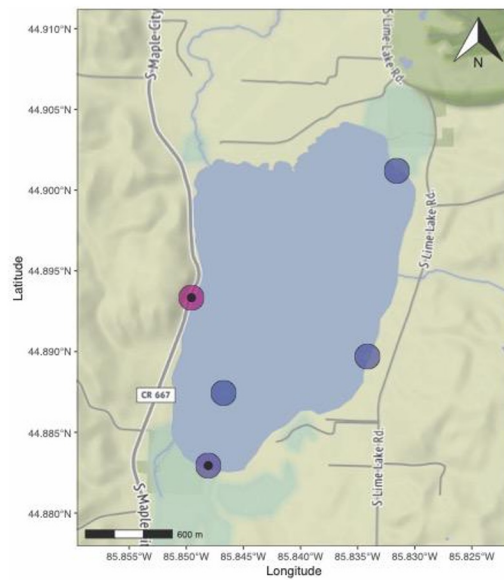 44.910°N
44.905°N
44.900°N
44.895°N
44.890°N
44.885°N
44.880°N
Latitude
S Maple City
S Lime Lake Rd.
N
S Lime Lake Rd.
CR 667
S Lime Lake Rd.
S Maple Cit
600 m
85.855°W 85.850°W 85.845°W 85.840°W 85.835°W 85.830°W 85.825°W
Longitude